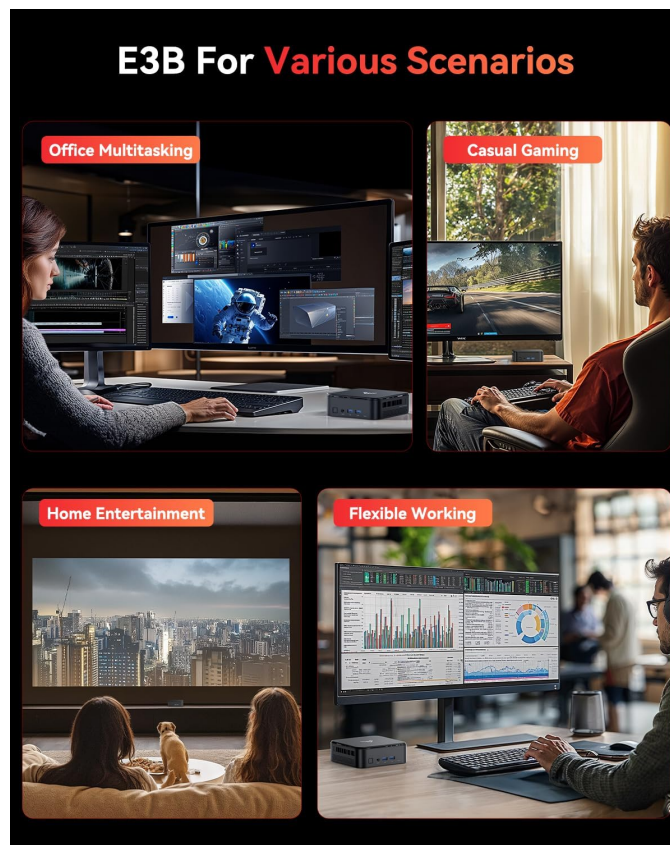 E3B For Various Scenarios
Office Multitasking
Casual Gaming
Home Entertainment
Flexible Working